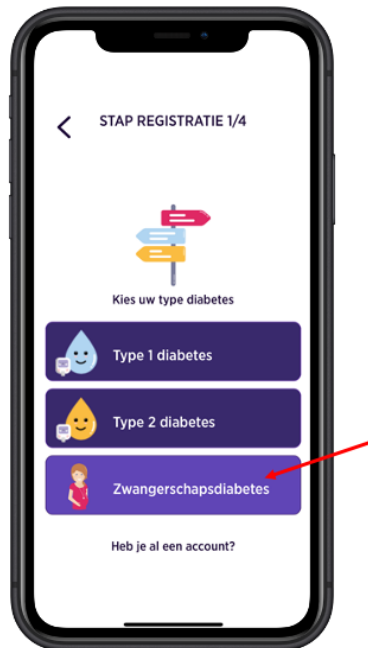 STAP REGISTRATIE 1/4
Kies uw type diabetes
Type 1 diabetes
Type 2 diabetes
Zwangerschapsdiabetes
Heb je al een account?